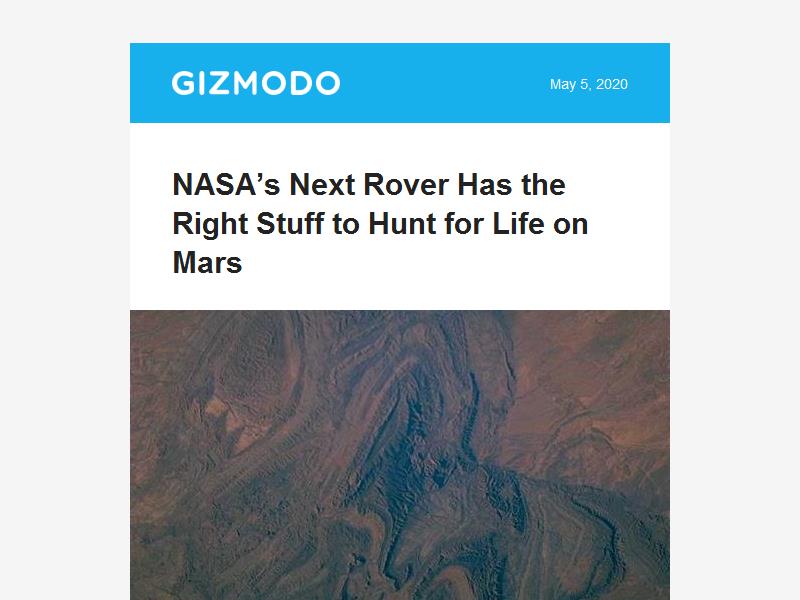 GIZMODO
May 5, 2020
NASA’s Next Rover Has the
Right Stuff to Hunt for Life on
Mars